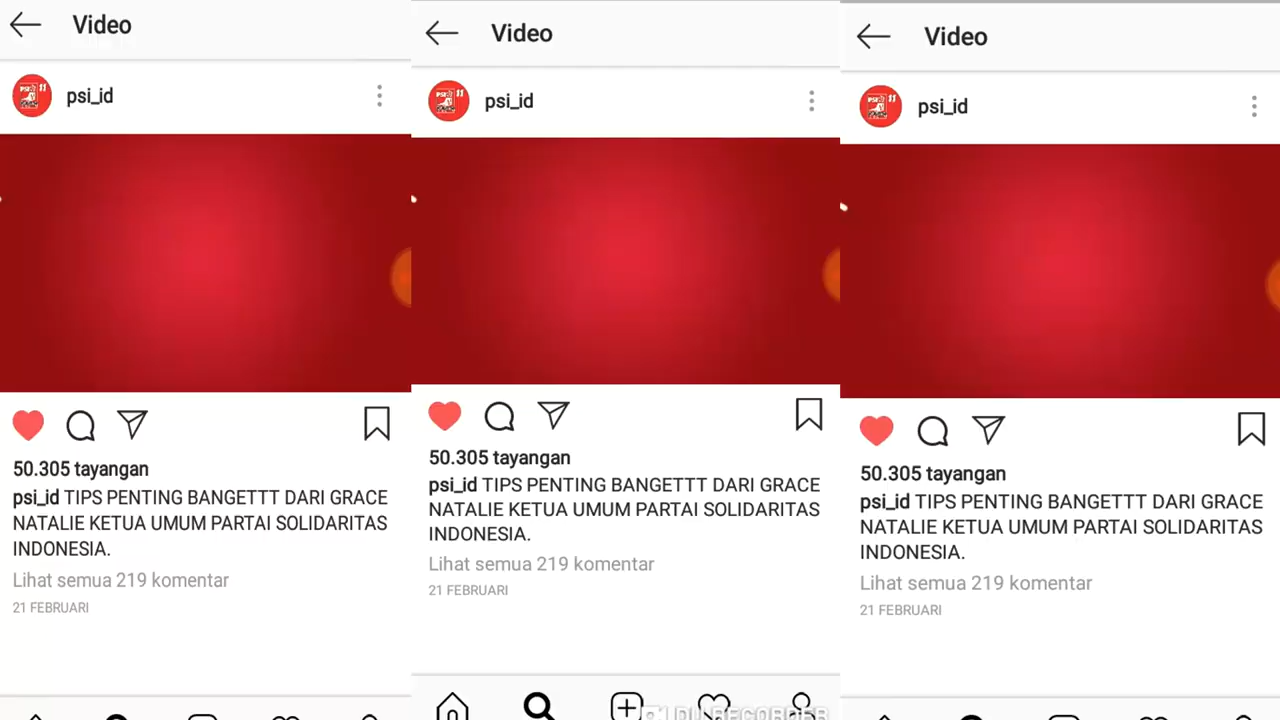 Video
psi_id
50.305 tayangan
psi_id TIPS PENTING BANGETTT DARI GRACE
NATALIE KETUA UMUM PARTAI SOLIDARITAS
INDONESIA.
Lihat semua 219 komentar
21 FEBRUARI
Video
psi_id
50.305 tayangan
psi_id TIPS PENTING BANGETTT DARI GRACE
NATALIE KETUA UMUM PARTAI SOLIDARITAS
INDONESIA.
Lihat semua 219 komentar
21 FEBRUARI
DU RECORDER
Video
psi_id
50.305 tayangan
psi_id TIPS PENTING BANGETTT DARI GRACE
NATALIE KETUA UMUM PARTAI SOLIDARITAS
INDONESIA.
Lihat semua 219 komentar
21 FEBRUARI